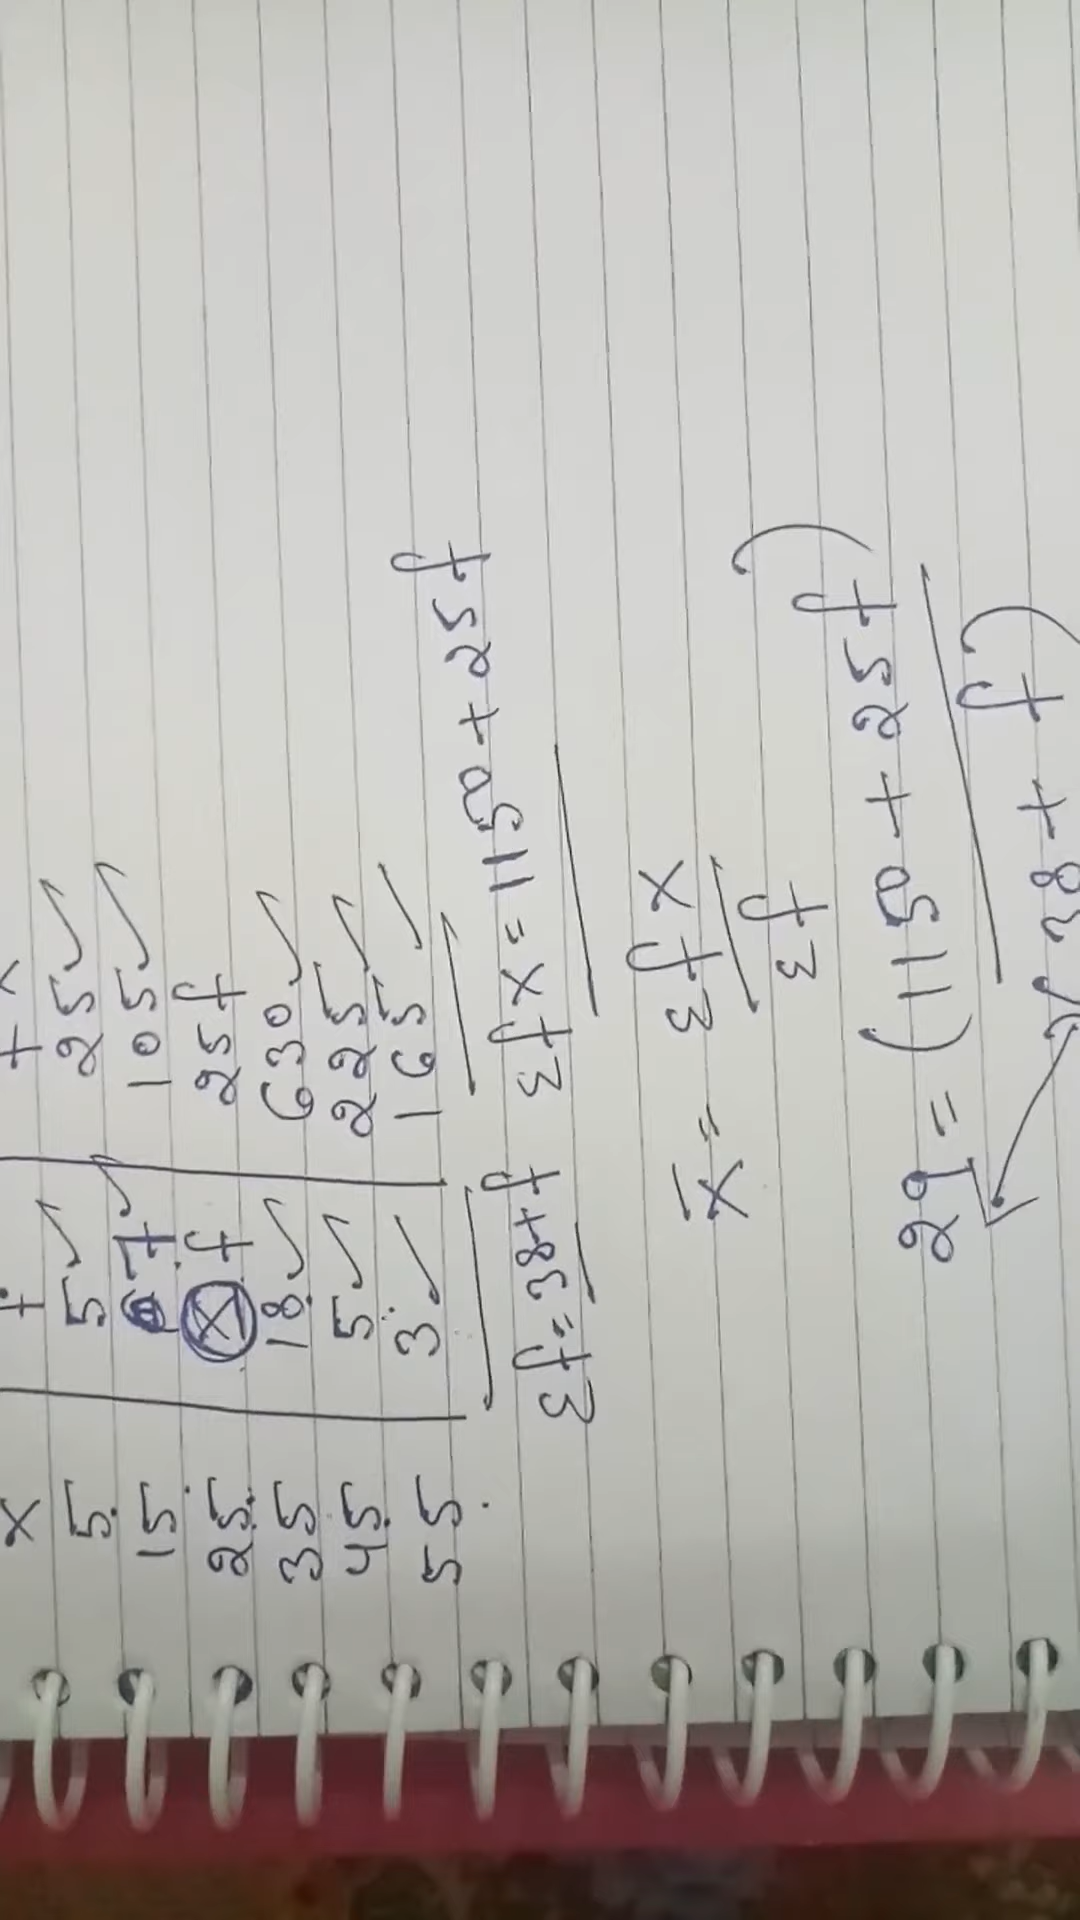 x f fx
5 5 ✓ 25 ✓
15 7 ✓ 105 ✓
25 f 25f
35 18 ✓ 630 ✓
45 5 ✓ 225 ✓
55 3 ✓ 165 ✓
Σf = 38+f Σfx = 1150 + 25f
x̄ = Σfx
Σf
29 = (1150 + 25f)
(38 + f)